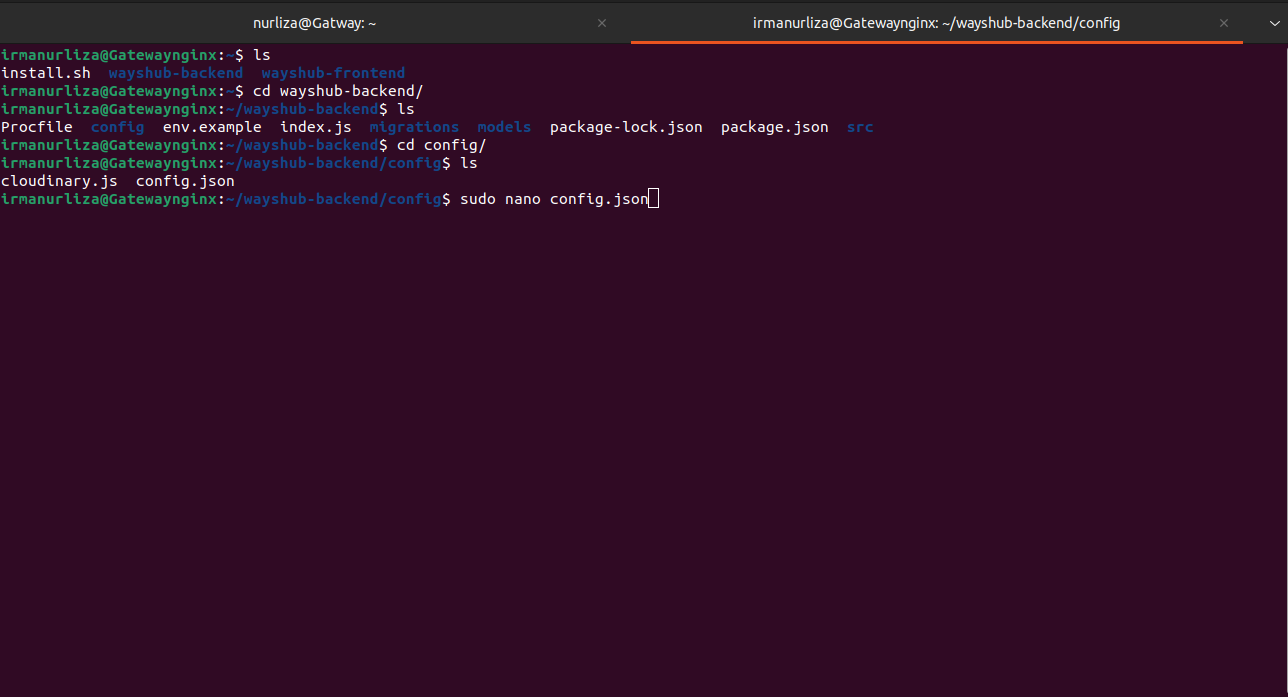 nurliza@Gatway: ~
irmanurliza@Gatewaynginx: ~/wayshub-backend/config
irmanurliza@Gatewaynginx:~$ ls
install.sh  wayshub-backend  wayshub-frontend
irmanurliza@Gatewaynginx:~$ cd wayshub-backend/
irmanurliza@Gatewaynginx:~/wayshub-backend$ ls
Procfile  config  env.example  index.js  migrations  models  package-lock.json  package.json  src
irmanurliza@Gatewaynginx:~/wayshub-backend$ cd config/
irmanurliza@Gatewaynginx:~/wayshub-backend/config$ ls
cloudinary.js  config.json
irmanurliza@Gatewaynginx:~/wayshub-backend/config$ sudo nano config.json